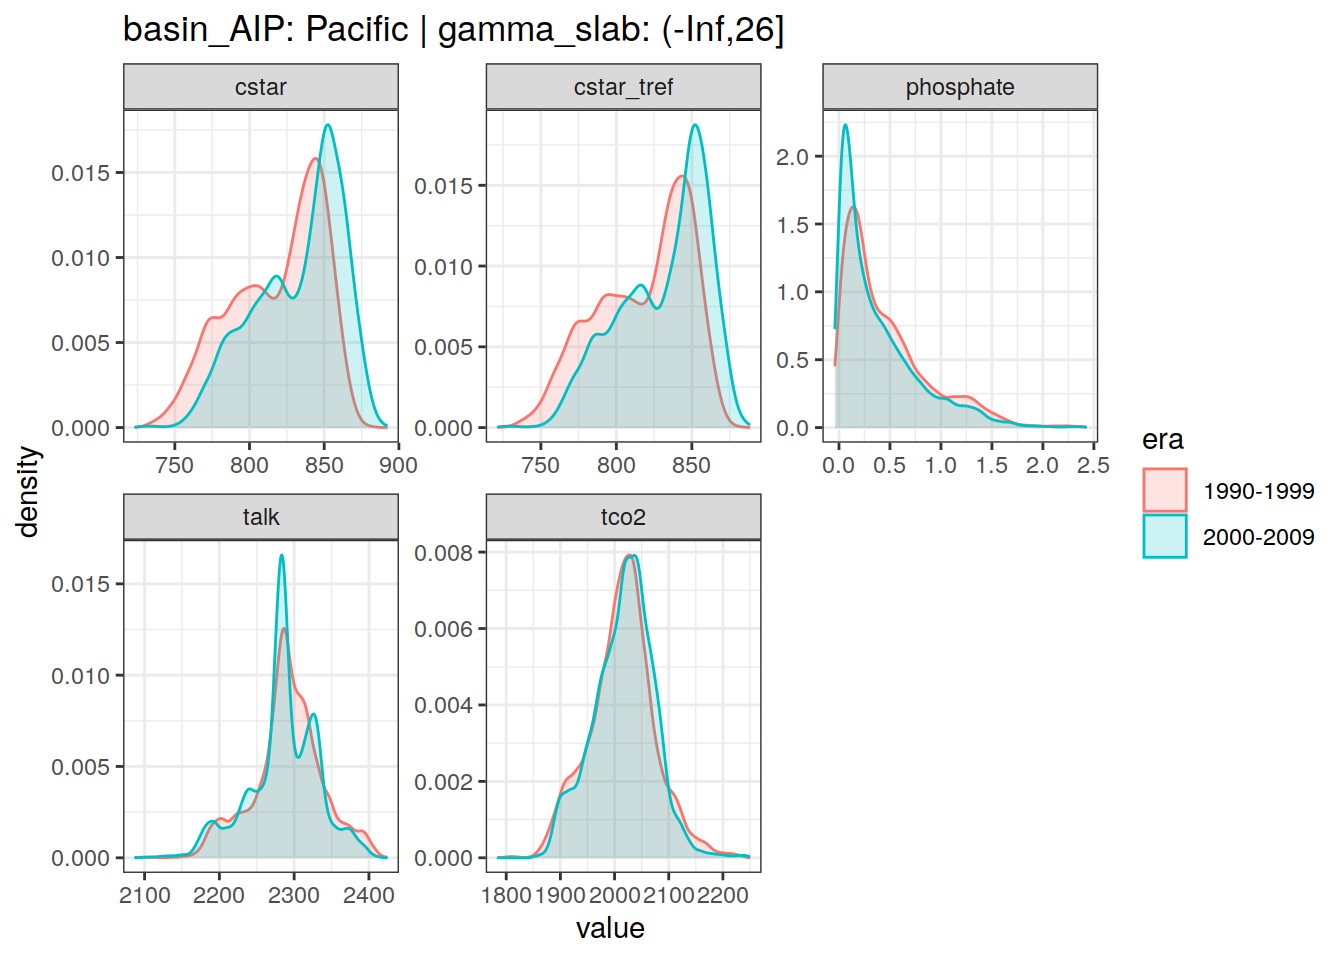 basin_AIP: Pacific | gamma_slab: (-Inf,26]
cstar
cstar_tref
phosphate
0.015
0.010
0.005
0.000
750 800 850 900
0.015
0.010
0.005
0.000
750 800 850
2.0
1.5
1.0
0.5
0.0
0.0 0.5 1.0 1.5 2.0 2.5
density
talk
tco2
0.015
0.010
0.005
0.000
2100 2200 2300 2400
0.008
0.006
0.004
0.002
0.000
1800 1900 2000 2100 2200
value
era
1990-1999
2000-2009